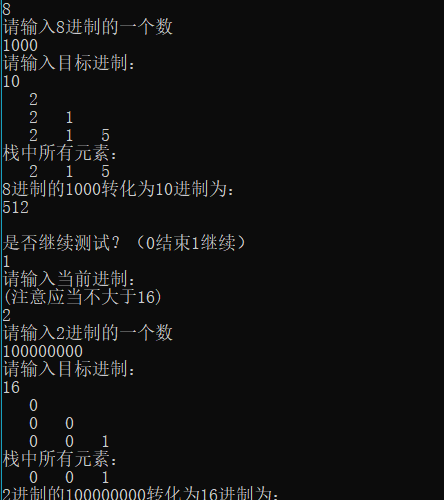 8
请输入8进制的一个数
1000
请输入目标进制：
10
2
2 1
2 1 5
栈中所有元素：
2 1 5
8进制的1000转化为10进制为：
512
是否继续测试？（0结束1继续）
1
请输入当前进制：
(注意应当不大于16)
2
请输入2进制的一个数
100000000
请输入目标进制：
16
0
0 0
0 0 1
栈中所有元素：
0 0 1
2进制的100000000转化为16进制为：